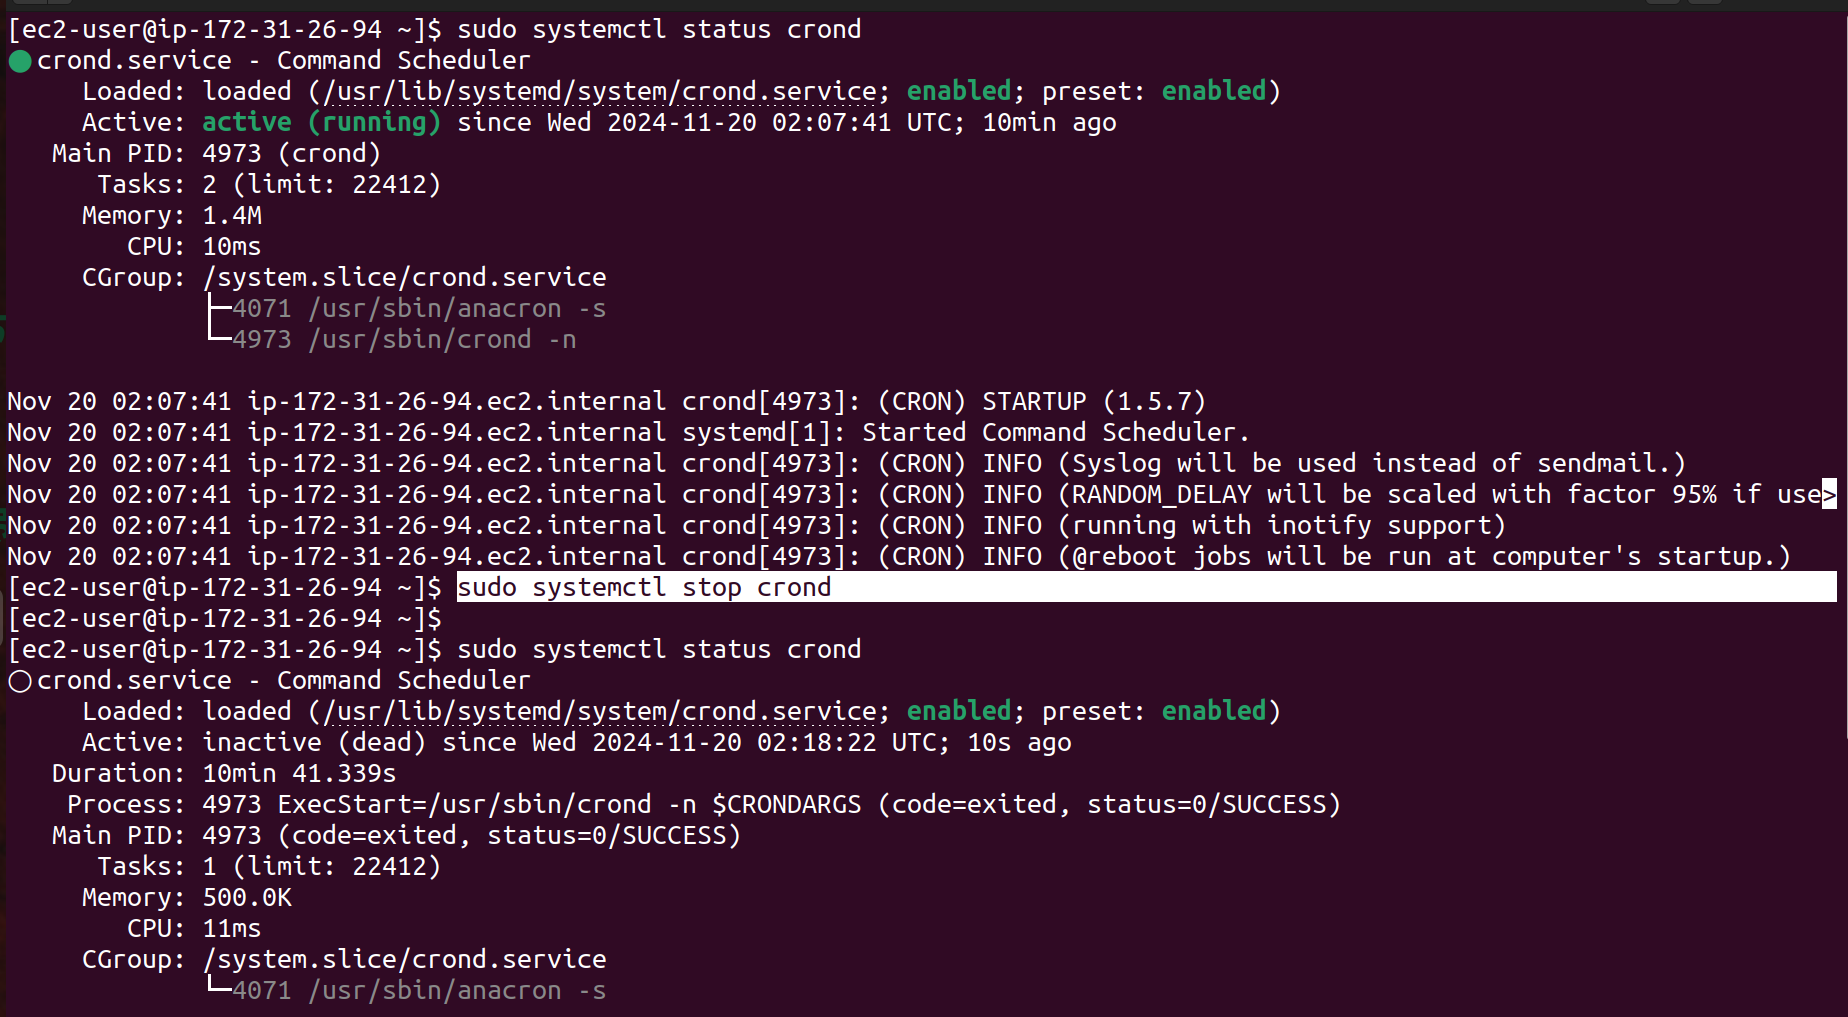 [ec2-user@ip-172-31-26-94 ~]$ sudo systemctl status crond
crond.service - Command Scheduler
Loaded: loaded (/usr/lib/systemd/system/crond.service; enabled; preset: enabled)
Active: active (running) since Wed 2024-11-20 02:07:41 UTC; 10min ago
Main PID: 4973 (crond)
Tasks: 2 (limit: 22412)
Memory: 1.4M
CPU: 10ms
CGroup: /system.slice/crond.service
├─4071 /usr/sbin/anacron -s
└─4973 /usr/sbin/crond -n
Nov 20 02:07:41 ip-172-31-26-94.ec2.internal crond[4973]: (CRON) STARTUP (1.5.7)
Nov 20 02:07:41 ip-172-31-26-94.ec2.internal systemd[1]: Started Command Scheduler.
Nov 20 02:07:41 ip-172-31-26-94.ec2.internal crond[4973]: (CRON) INFO (Syslog will be used instead of sendmail.)
Nov 20 02:07:41 ip-172-31-26-94.ec2.internal crond[4973]: (CRON) INFO (RANDOM_DELAY will be scaled with factor 95% if use>
Nov 20 02:07:41 ip-172-31-26-94.ec2.internal crond[4973]: (CRON) INFO (running with inotify support)
Nov 20 02:07:41 ip-172-31-26-94.ec2.internal crond[4973]: (CRON) INFO (@reboot jobs will be run at computer's startup.)
[ec2-user@ip-172-31-26-94 ~]$ sudo systemctl stop crond
[ec2-user@ip-172-31-26-94 ~]$
[ec2-user@ip-172-31-26-94 ~]$ sudo systemctl status crond
crond.service - Command Scheduler
Loaded: loaded (/usr/lib/systemd/system/crond.service; enabled; preset: enabled)
Active: inactive (dead) since Wed 2024-11-20 02:18:22 UTC; 10s ago
Duration: 10min 41.339s
Process: 4973 ExecStart=/usr/sbin/crond -n $CRONDARGS (code=exited, status=0/SUCCESS)
Main PID: 4973 (code=exited, status=0/SUCCESS)
Tasks: 1 (limit: 22412)
Memory: 500.0K
CPU: 11ms
CGroup: /system.slice/crond.service
└─4071 /usr/sbin/anacron -s